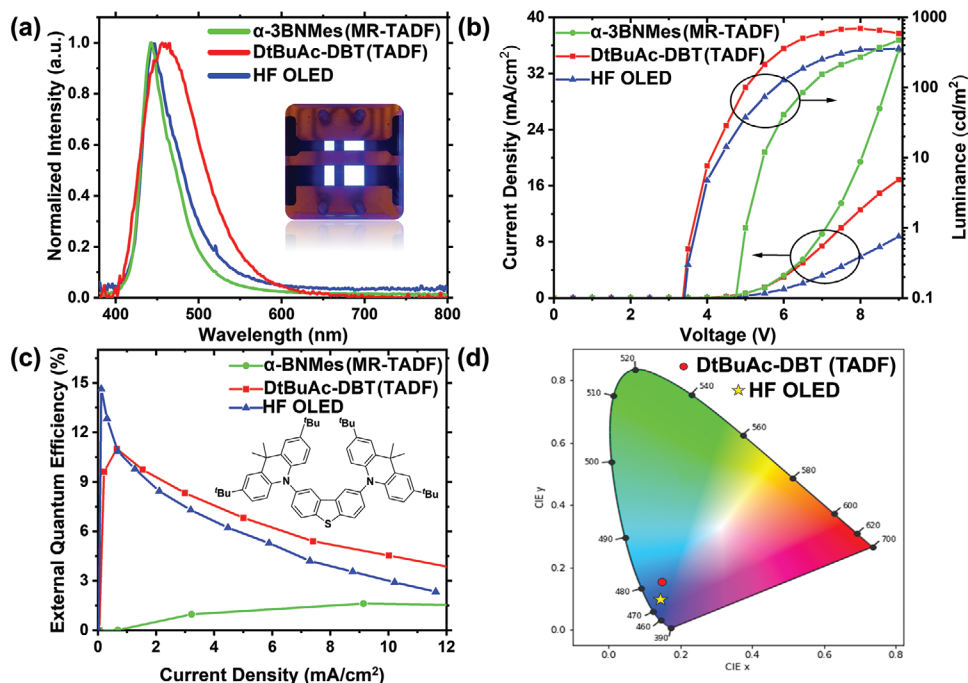 (a)
α-3BNMes (MR-TADF)
DtBuAc-DBT (TADF)
HF OLED
Normalized Intensity (a.u.)
1.0
0.8
0.6
0.4
0.2
0.0
400
500
600
700
800
Wavelength (nm)
(b)
α-3BNMes (MR-TADF)
DtBuAc-DBT (TADF)
HF OLED
Current Density (mA/cm²)
40
36
32
28
24
20
16
12
8
4
0
0
2
4
6
8
Voltage (V)
1000
100
10
1
0.1
Luminance (cd/m²)
(c)
α-BNMes (MR-TADF)
DtBuAc-DBT (TADF)
HF OLED
External Quantum Efficiency (%)
15
12
9
6
3
0
0
2
4
6
8
10
12
Current Density (mA/cm²)
tBu
tBu
tBu
N
N
tBu
S
(d)
DtBuAc-DBT (TADF)
HF OLED
CIE y
0.8
0.6
0.4
0.2
0.0
0.0
0.2
0.4
0.6
0.8
CIE x
520
510
540
560
500
580
600
490
620
700
480
470
460
390